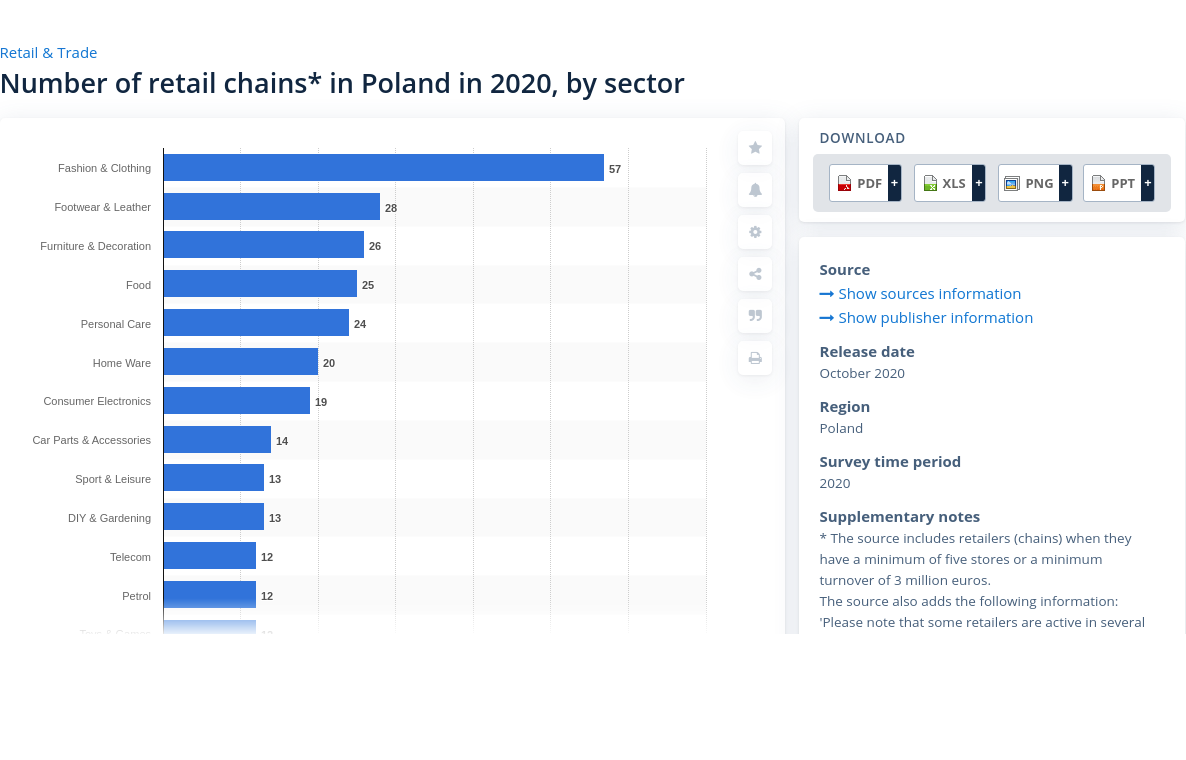 Retail & Trade
Number of retail chains* in Poland in 2020, by sector
Fashion & Clothing 57
Footwear & Leather 28
Furniture & Decoration 26
Food 25
Personal Care 24
Home Ware 20
Consumer Electronics 19
Car Parts & Accessories 14
Sport & Leisure 13
DIY & Gardening 13
Telecom 12
Petrol 12
DOWNLOAD
PDF + XLS + PNG + PPT +
Source
Show sources information
Show publisher information
Release date
October 2020
Region
Poland
Survey time period
2020
Supplementary notes
* The source includes retailers (chains) when they
have a minimum of five stores or a minimum
turnover of 3 million euros.
The source also adds the following information:
'Please note that some retailers are active in several